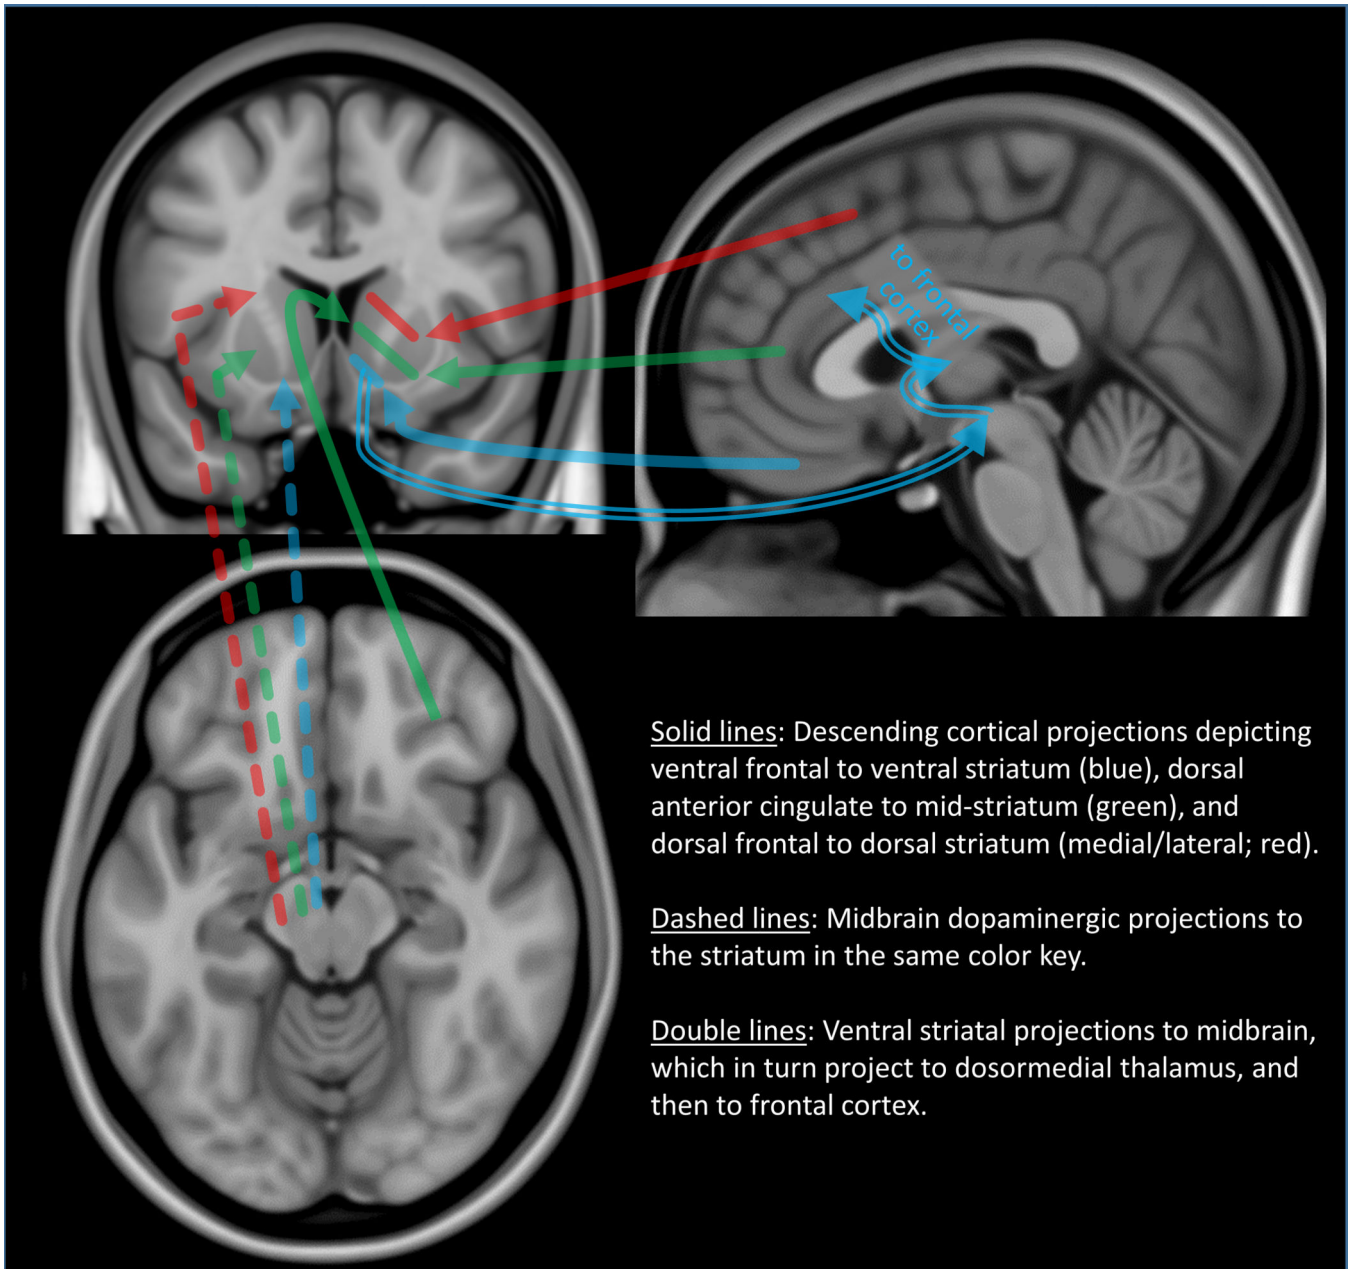 to frontal
cortex
Solid lines: Descending cortical projections depicting
ventral frontal to ventral striatum (blue), dorsal
anterior cingulate to mid-striatum (green), and
dorsal frontal to dorsal striatum (medial/lateral; red).
Dashed lines: Midbrain dopaminergic projections to
the striatum in the same color key.
Double lines: Ventral striatal projections to midbrain,
which in turn project to dosormedial thalamus, and
then to frontal cortex.